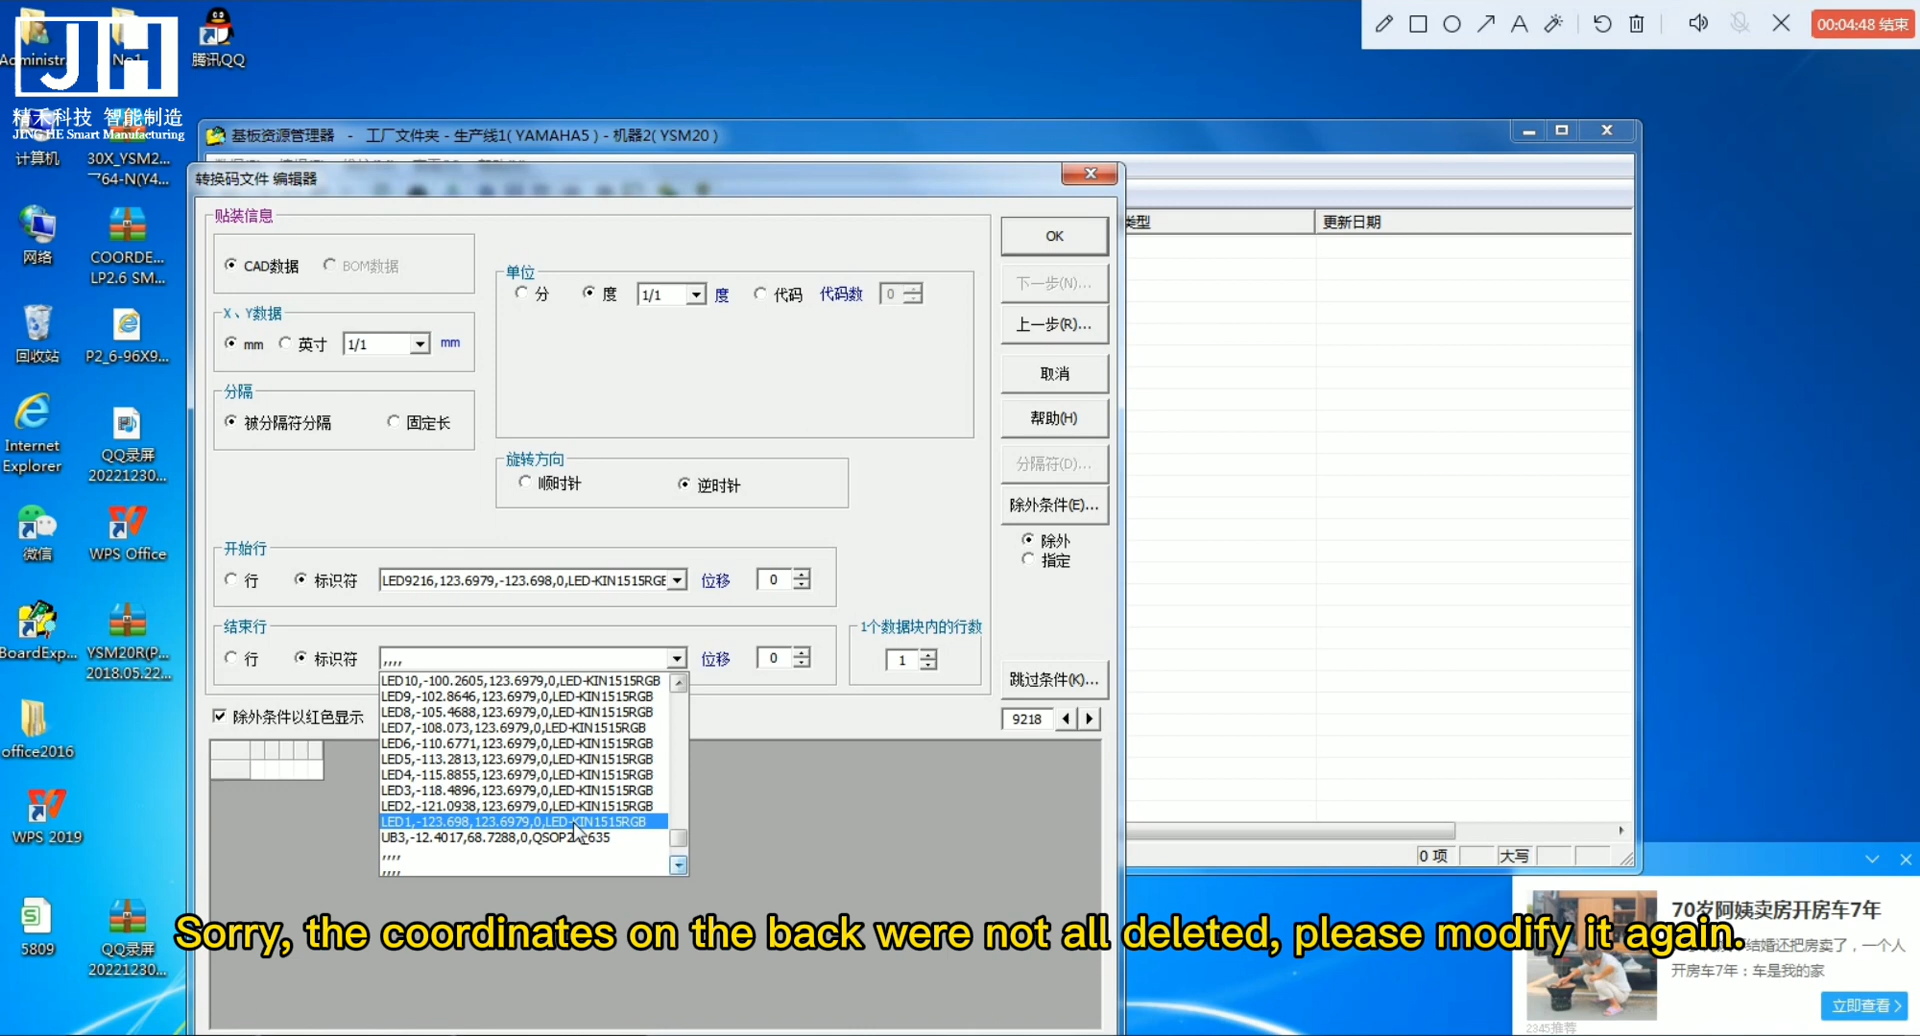 JH
精禾科技 智能制造
JING HE Smart Manufacturing
No1
腾讯QQ
计算机
30X_YSM2...
网络
COORDE...
LP2.6 SM...
回收站
P2_6-96X9...
Internet
Explorer
QQ录屏
20221230...
微信
WPS Office
BoardExp...
YSM20R(P...
2018.05.22...
office2016
WPS 2019
5809
QQ录屏
20221230...
00:04:48 结束
基板资源管理器 - 工厂文件夹 - 生产线1( YAMAHA5 ) - 机器2( YSM20 )
类型
更新日期
转换码文件 编辑器
贴装信息
CAD数据
BOM数据
X、Y数据
mm
英寸
1/1
mm
分隔
被分隔符分隔
固定长
单位
分
度
1/1
度
代码
代码数
0
旋转方向
顺时针
逆时针
开始行
行
标识符
LED9216,123.6979,-123.698,0,LED-KIN1515RGE
位移
0
结束行
行
标识符
,,,,
位移
0
1个数据块内的行数
1
除外条件以红色显示
LED10,-100.2605,123.6979,0,LED-KIN1515RGB
LED9,-102.8646,123.6979,0,LED-KIN1515RGB
LED8,-105.4688,123.6979,0,LED-KIN1515RGB
LED7,-108.073,123.6979,0,LED-KIN1515RGB
LED6,-110.6771,123.6979,0,LED-KIN1515RGB
LED5,-113.2813,123.6979,0,LED-KIN1515RGB
LED4,-115.8855,123.6979,0,LED-KIN1515RGB
LED3,-118.4896,123.6979,0,LED-KIN1515RGB
LED2,-121.0938,123.6979,0,LED-KIN1515RGB
LED1,-123.698,123.6979,0,LED-KIN1515RGB
UB3,-12.4017,68.7288,0,
,,,,
,,,,
OK
下一步(N)...
上一步(R)...
取消
帮助(H)
分隔符(D)...
除外条件(E)...
除外
指定
跳过条件(K)...
9218
0 项
大写
Sorry, the coordinates on the back were not all deleted, please modify it again.
70岁阿姨卖房开房车7年
结婚还把房卖了，一个人
开房车7年：车是我的家
立即查看 >
2345推荐